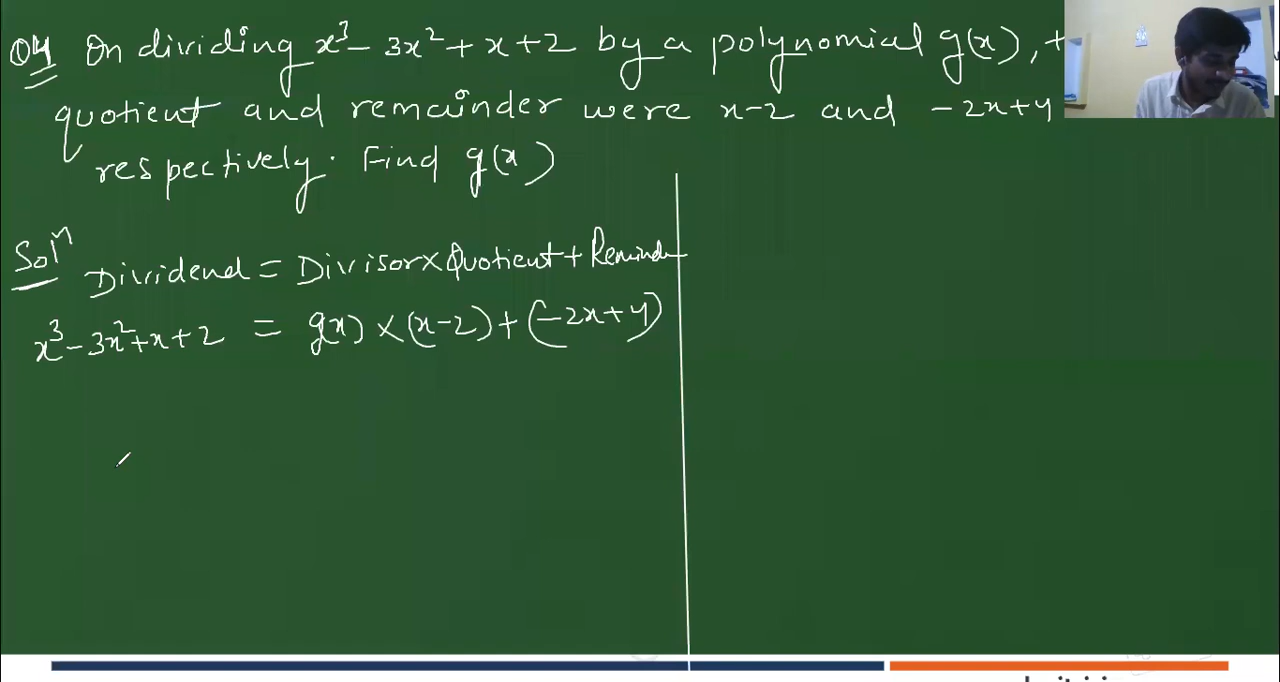 Q4 On dividing x³ - 3x² + x + 2 by a polynomial g(x), t
quotient and remainder were x-2 and -2x+4
respectively. Find g(x)
Solⁿ Dividend = Divisor × Quotient + Reminder
x³ - 3x² + x + 2 = g(x) × (x-2) + (-2x+4)